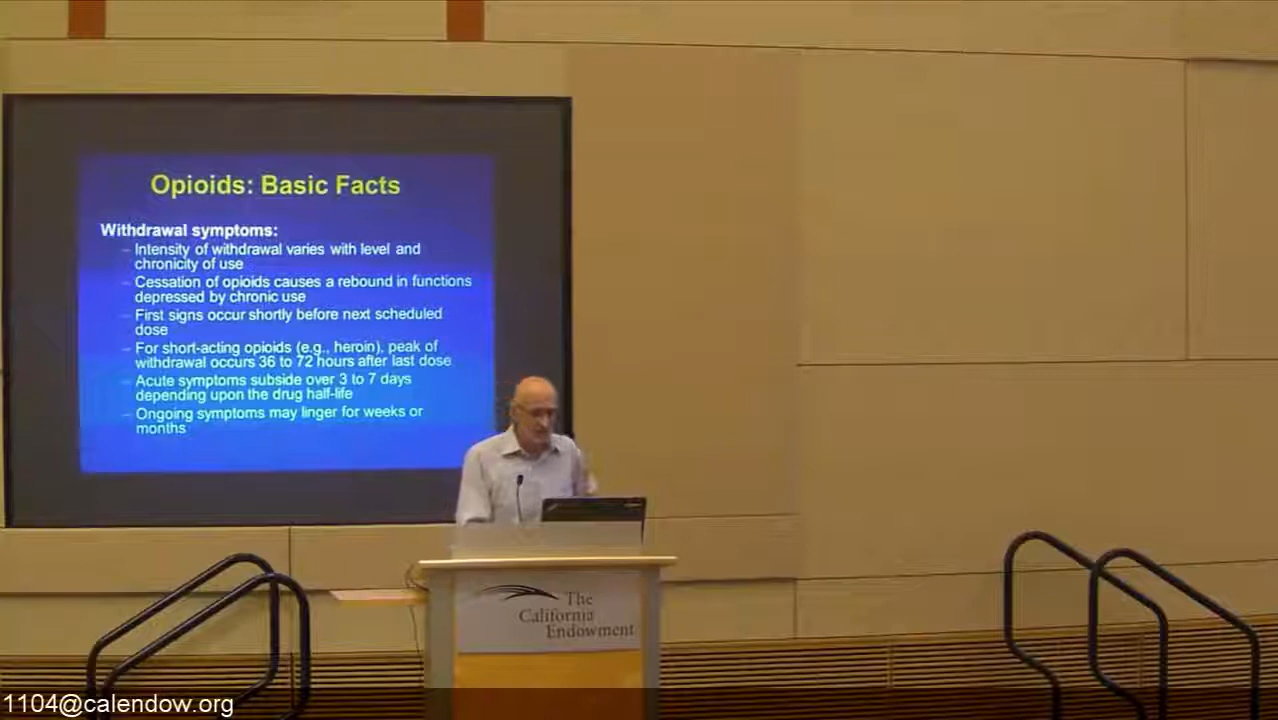 Opioids: Basic Facts
Withdrawal symptoms:
– Intensity of withdrawal varies with level and
chronicity of use
– Cessation of opioids causes a rebound in functions
depressed by chronic use
– First signs occur shortly before next scheduled
dose
– For short-acting opioids (e.g., heroin), peak of
withdrawal occurs 36 to 72 hours after last dose
– Acute symptoms subside over 3 to 7 days
depending upon the drug half-life
– Ongoing symptoms may linger for weeks or
months
The
California
Endowment
1104@calendow.org